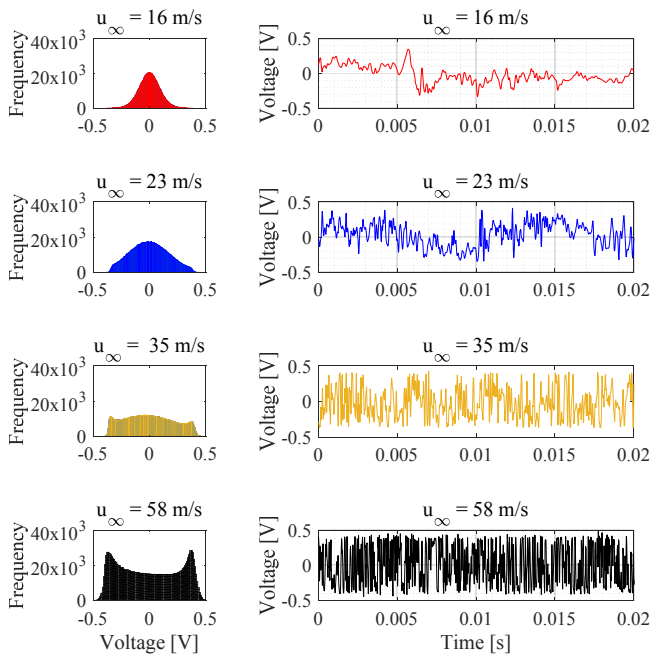 u∞ = 16 m/s
u∞ = 16 m/s
Frequency
40x10³
20x10³
0
-0.5 0 0.5
Voltage [V]
0.5
0
-0.5
0 0.005 0.01 0.015 0.02
u∞ = 23 m/s
u∞ = 23 m/s
Frequency
40x10³
20x10³
0
-0.5 0 0.5
Voltage [V]
0.5
0
-0.5
0 0.005 0.01 0.015 0.02
u∞ = 35 m/s
u∞ = 35 m/s
Frequency
40x10³
20x10³
0
-0.5 0 0.5
Voltage [V]
0.5
0
-0.5
0 0.005 0.01 0.015 0.02
u∞ = 58 m/s
u∞ = 58 m/s
Frequency
40x10³
20x10³
0
-0.5 0 0.5
Voltage [V]
Voltage [V]
0.5
0
-0.5
0 0.005 0.01 0.015 0.02
Time [s]